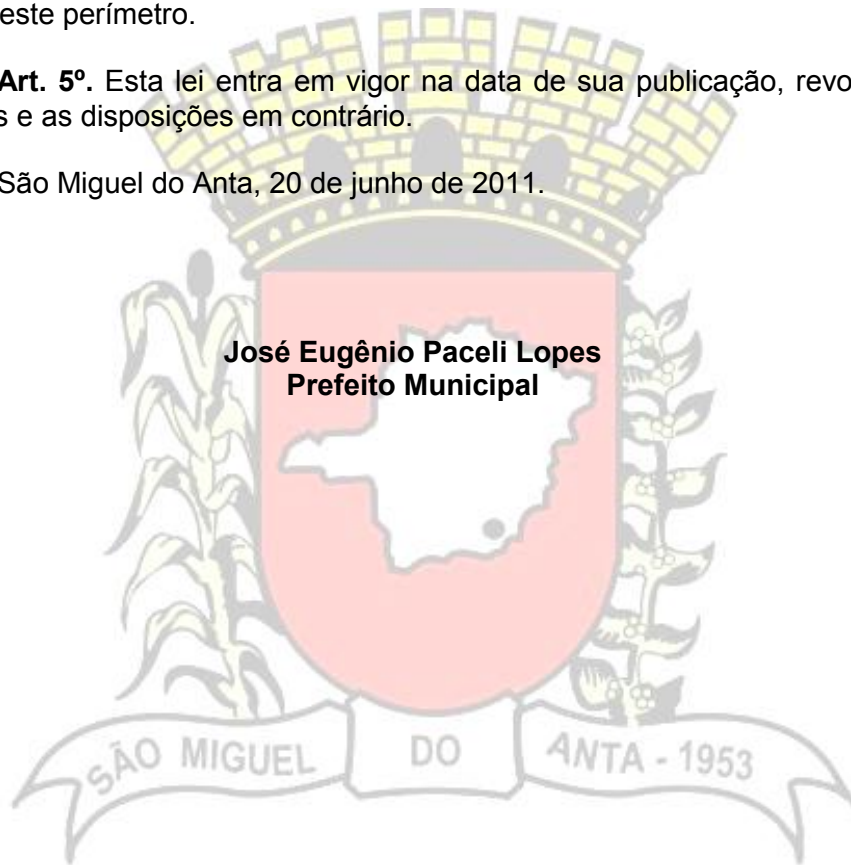 este perímetro.
Art. 5º. Esta lei entra em vigor na data de sua publicação, revo
s e as disposições em contrário.
São Miguel do Anta, 20 de junho de 2011.
José Eugênio Paceli Lopes
Prefeito Municipal
SÃO MIGUEL DO ANTA - 1953